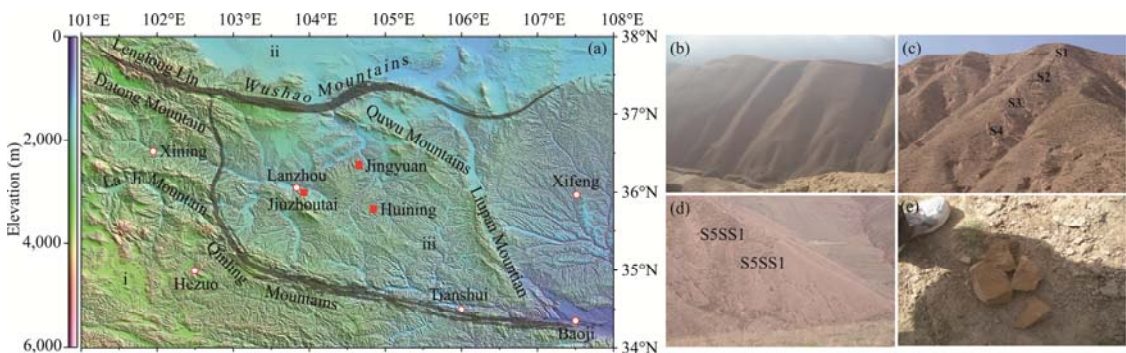 101°E 102°E 103°E 104°E 105°E 106°E 107°E 108°E
0
2,000
4,000
6,000
Elevation (m)
38°N
37°N
36°N
35°N
34°N
(a)
ii
Lenglong Lin
Wushao Mountains
Datong Mountain
Xining
Quwu Mountains
Jingyuan
Lanzhou
Jiuzhoutai
Xifeng
La Ji Mountain
Huining
Liupan Mountian
iii
i
Hezuo
Qinling Mountains
Tianshui
Baoji
(b)
(c)
S1
S2
S3
S4
(d)
S5SS1
S5SS1
(e)